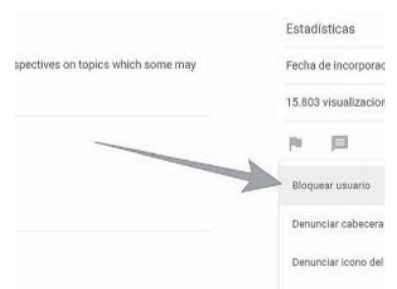 Estadísticas
spectives on topics which some may
Fecha de incorporac
15.803 visualizacion
Bloquear usuario
Denunciar cabecera
Denunciar icono del